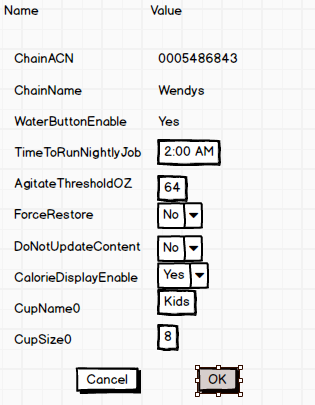 Name Value
ChainACN 0005486843
ChainName Wendys
WaterButtonEnable Yes
TimeToRunNightlyJob 2:00 AM
AgitateThresholdOZ 64
ForceRestore No
DoNotUpdateContent No
CalorieDisplayEnable Yes
CupName0 Kids
CupSize0 8
Cancel OK